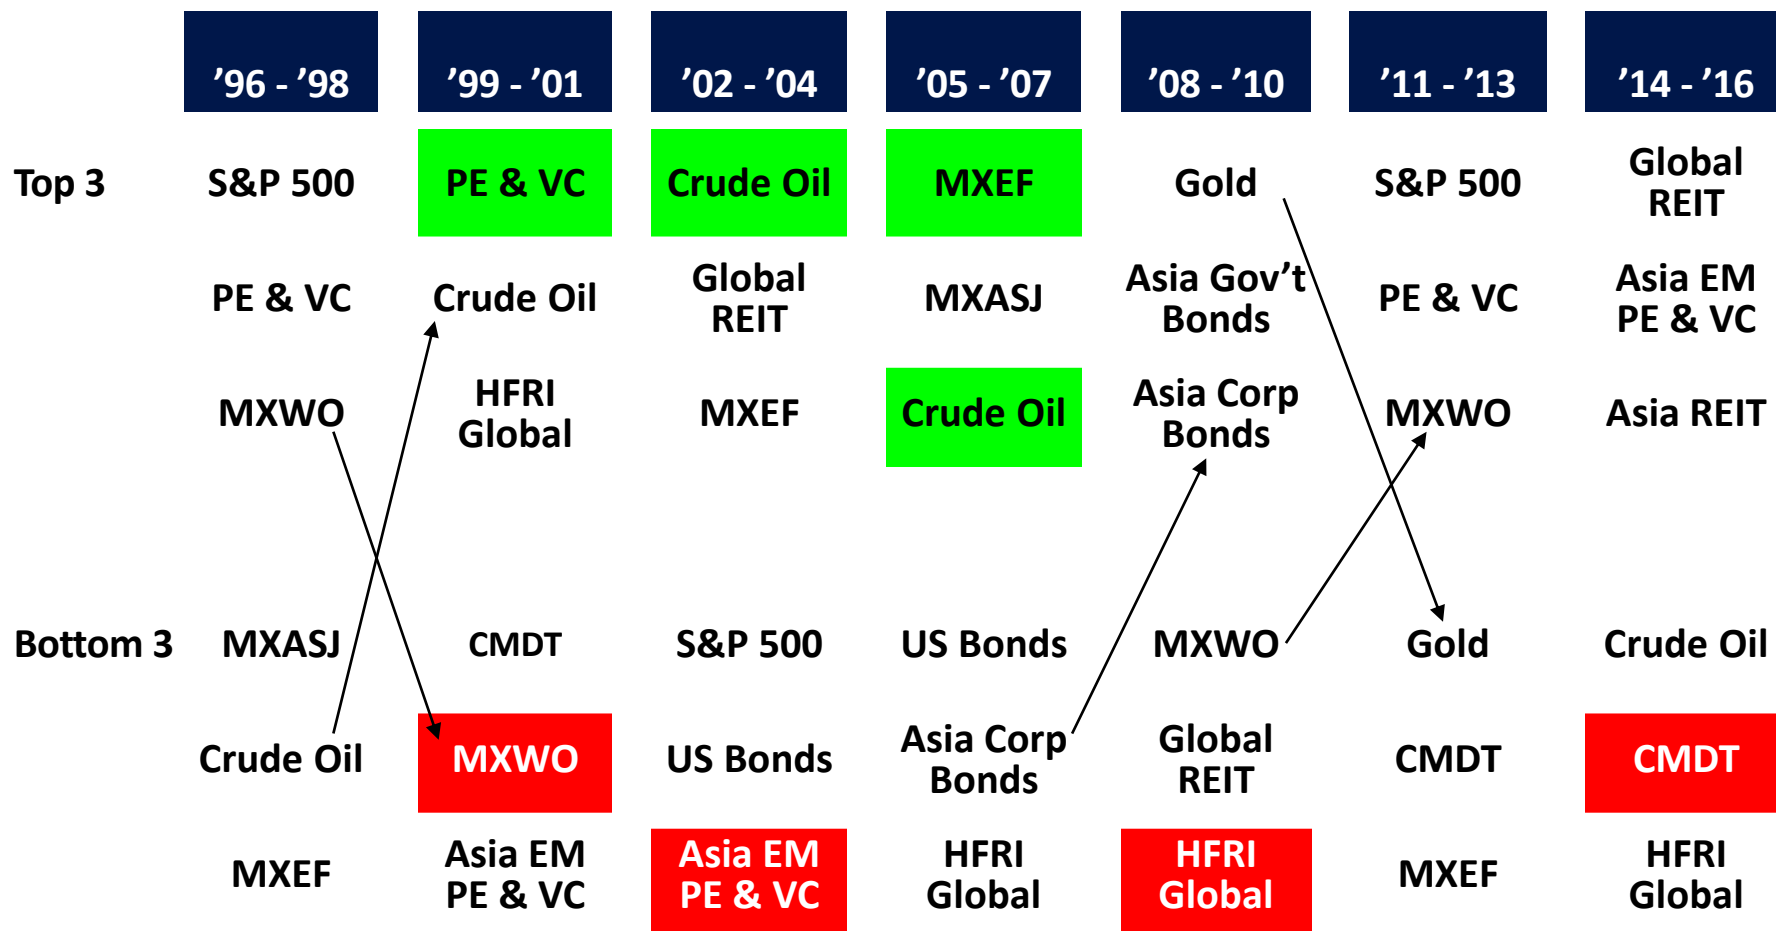 ’96 - ’98 ’99 - ’01 ’02 - ’04 ’05 - ’07 ’08 - ’10 ’11 - ’13 ’14 - ’16
Top 3 S&P 500 PE & VC Crude Oil MXEF Gold S&P 500 Global REIT
PE & VC Crude Oil Global REIT MXASJ Asia Gov’t Bonds PE & VC Asia EM PE & VC
MXWO HFRI Global MXEF Crude Oil Asia Corp Bonds MXWO Asia REIT
Bottom 3 MXASJ CMDT S&P 500 US Bonds MXWO Gold Crude Oil
Crude Oil MXWO US Bonds Asia Corp Bonds Global REIT CMDT CMDT
MXEF Asia EM PE & VC Asia EM PE & VC HFRI Global HFRI Global MXEF HFRI Global